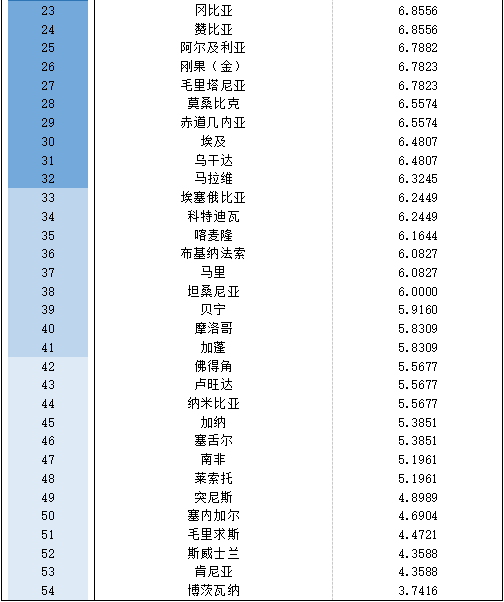 23 冈比亚 6.8556
24 赞比亚 6.8556
25 阿尔及利亚 6.7882
26 刚果（金） 6.7823
27 毛里塔尼亚 6.7823
28 莫桑比克 6.5574
29 赤道几内亚 6.5574
30 埃及 6.4807
31 乌干达 6.4807
32 马拉维 6.3245
33 埃塞俄比亚 6.2449
34 科特迪瓦 6.2449
35 喀麦隆 6.1644
36 布基纳法索 6.0827
37 马里 6.0827
38 坦桑尼亚 6.0000
39 贝宁 5.9160
40 摩洛哥 5.8309
41 加蓬 5.8309
42 佛得角 5.5677
43 卢旺达 5.5677
44 纳米比亚 5.5677
45 加纳 5.3851
46 塞舌尔 5.3851
47 南非 5.1961
48 莱索托 5.1961
49 突尼斯 4.8989
50 塞内加尔 4.6904
51 毛里求斯 4.4721
52 斯威士兰 4.3588
53 肯尼亚 4.3588
54 博茨瓦纳 3.7416